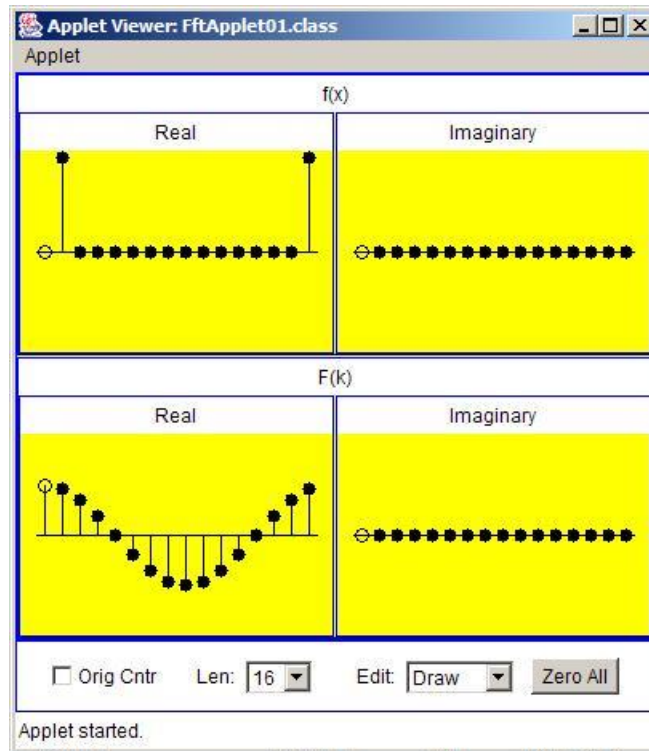 Applet Viewer: FftApplet01.class
Applet
f(x)
Real Imaginary
F(k)
Real Imaginary
Orig Cntr Len: 16 Edit: Draw Zero All
Applet started.